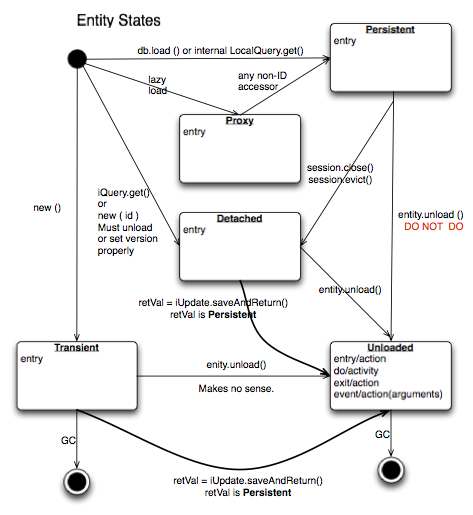 Entity States
Persistent
entry
db.load () or internal LocalQuery.get()
lazy
load
any non-ID
accessor
Proxy
entry
session.close()
session.evict()
iQuery.get()
or
new ( id )
Must unload
or set version
properly
new ()
Detached
entry
entity.unload ()
DO NOT DO
entity.unload()
retVal = iUpdate.saveAndReturn()
retVal is Persistent
Transient
entry
enity.unload()
Makes no sense.
Unloaded
entry/action
do/activity
exit/action
event/action(arguments)
GC
GC
retVal = iUpdate.saveAndReturn()
retVal is Persistent